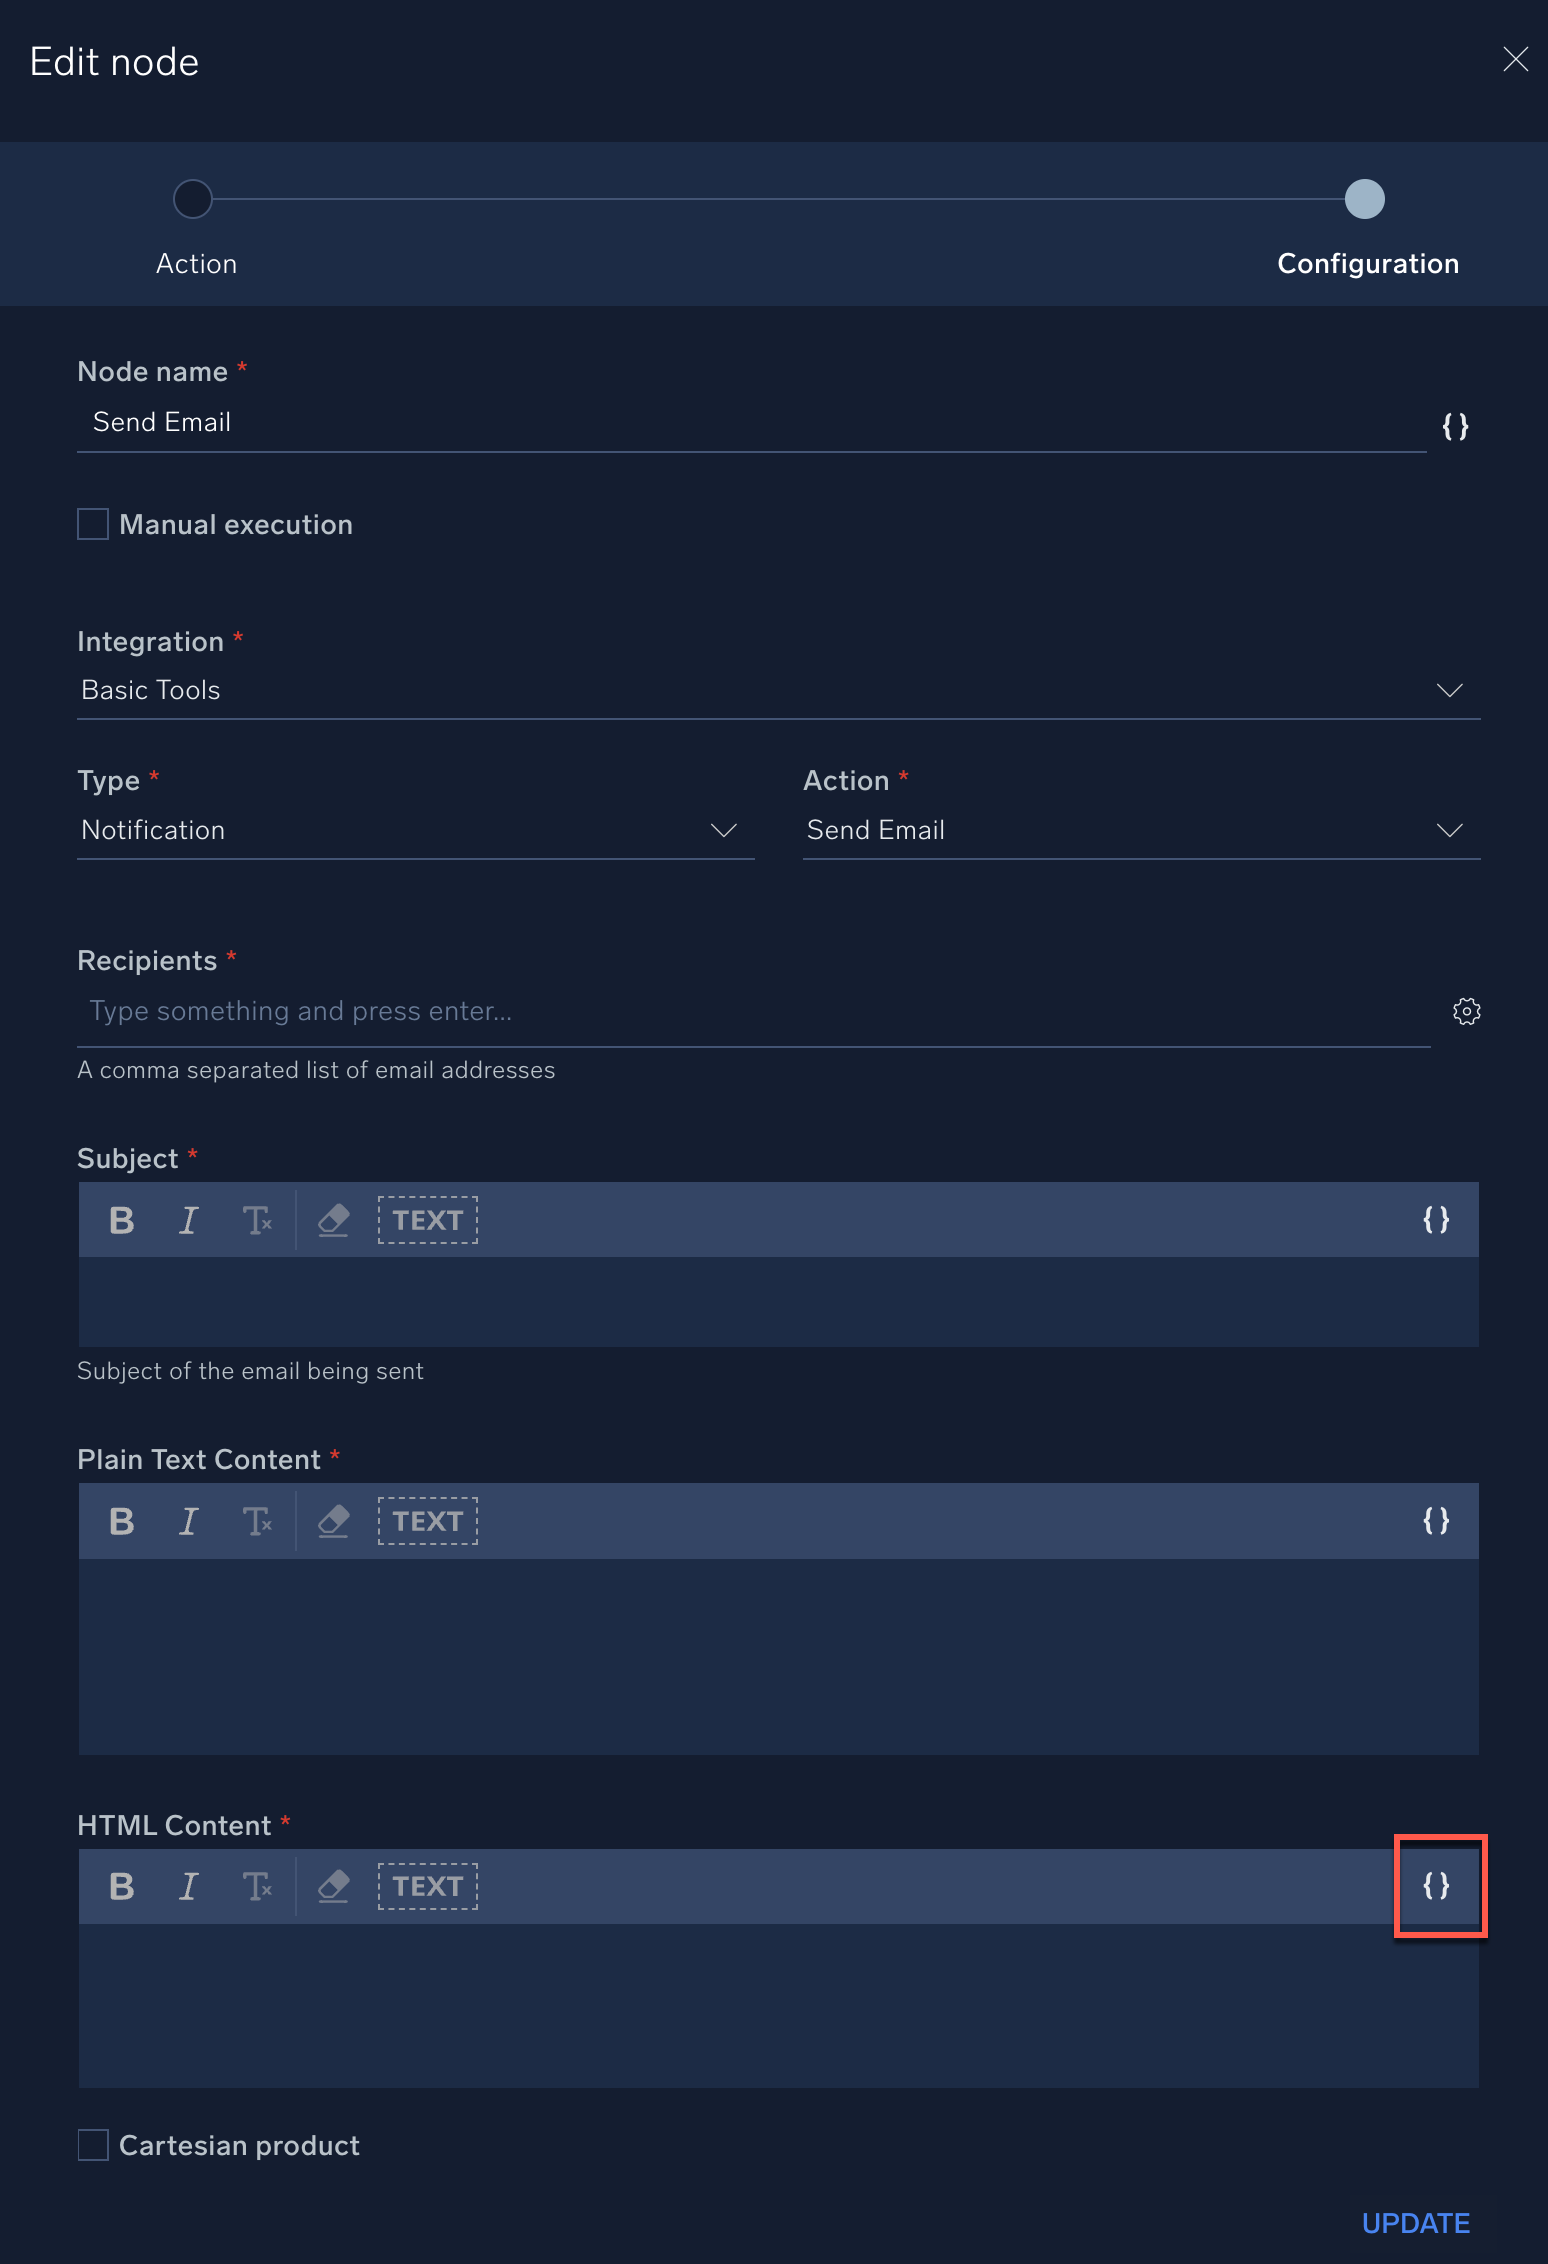 Edit node
Action
Configuration
Node name *
Send Email
{ }
Manual execution
Integration *
Basic Tools
Type *
Action *
Notification
Send Email
Recipients *
Type something and press enter...
A comma separated list of email addresses
Subject *
B I Tx TEXT { }
Subject of the email being sent
Plain Text Content *
B I Tx TEXT { }
HTML Content *
B I Tx TEXT { }
Cartesian product
UPDATE